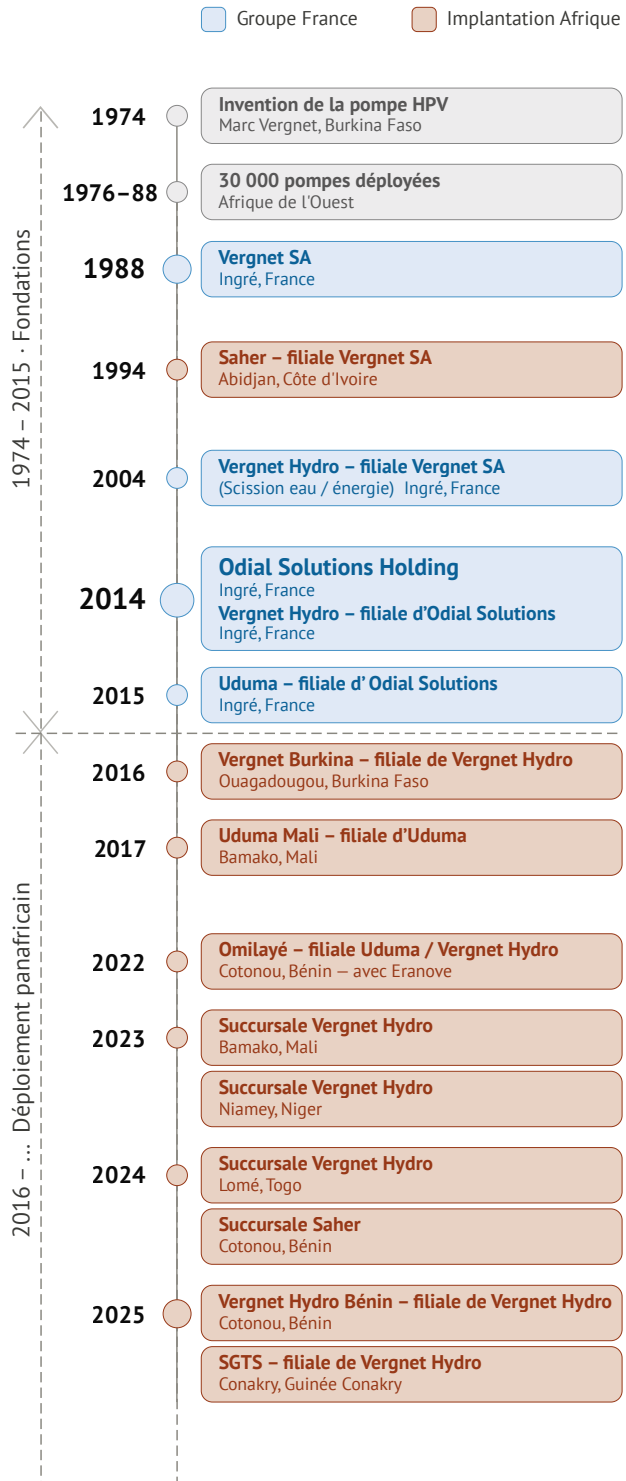 Groupe France
Implantation Afrique
1974 – 2015 · Fondations
1974
Invention de la pompe HPV
Marc Vergnet, Burkina Faso
1976–88
30 000 pompes déployées
Afrique de l'Ouest
1988
Vergnet SA
Ingré, France
1994
Saher – filiale Vergnet SA
Abidjan, Côte d'Ivoire
2004
Vergnet Hydro – filiale Vergnet SA
(Scission eau / énergie) Ingré, France
2014
Odial Solutions Holding
Ingré, France
Vergnet Hydro – filiale d’Odial Solutions
Ingré, France
2015
Uduma – filiale d’ Odial Solutions
Ingré, France
2016 – ... Déploiement panafricain
2016
Vergnet Burkina – filiale de Vergnet Hydro
Ouagadougou, Burkina Faso
2017
Uduma Mali – filiale d’Uduma
Bamako, Mali
2022
Omilayé – filiale Uduma / Vergnet Hydro
Cotonou, Bénin — avec Eranove
2023
Succursale Vergnet Hydro
Bamako, Mali
Succursale Vergnet Hydro
Niamey, Niger
2024
Succursale Vergnet Hydro
Lomé, Togo
Succursale Saher
Cotonou, Bénin
2025
Vergnet Hydro Bénin – filiale de Vergnet Hydro
Cotonou, Bénin
SGTS – filiale de Vergnet Hydro
Conakry, Guinée Conakry